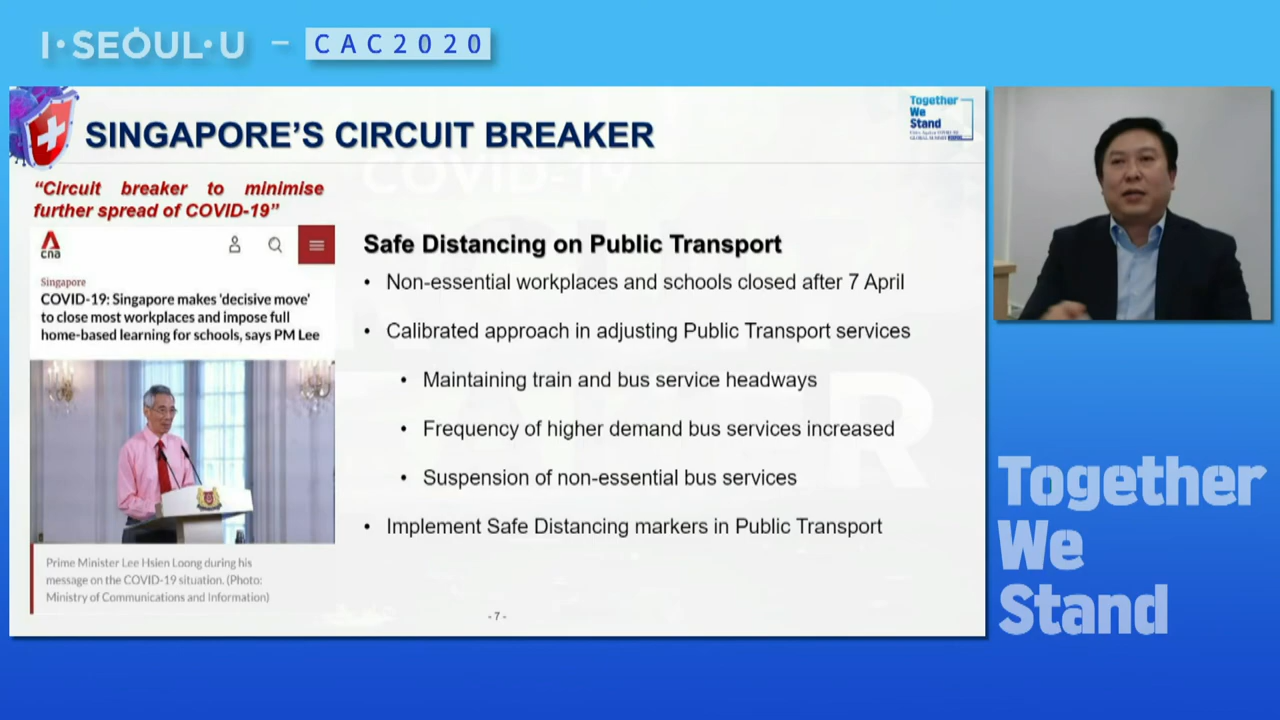 I·SEOUL·U – CAC2020
SINGAPORE'S CIRCUIT BREAKER
Together
We
Stand
"Circuit breaker to minimise
further spread of COVID-19"
cna
Singapore
COVID-19: Singapore makes 'decisive move'
to close most workplaces and impose full
home-based learning for schools, says PM Lee
Prime Minister Lee Hsien Loong during his
message on the COVID-19 situation. (Photo:
Ministry of Communications and Information)
COVID-19
Safe Distancing on Public Transport
• Non-essential workplaces and schools closed after 7 April
• Calibrated approach in adjusting Public Transport services
• Maintaining train and bus service headways
• Frequency of higher demand bus services increased
• Suspension of non-essential bus services
• Implement Safe Distancing markers in Public Transport
- 7 -
Together
We
Stand